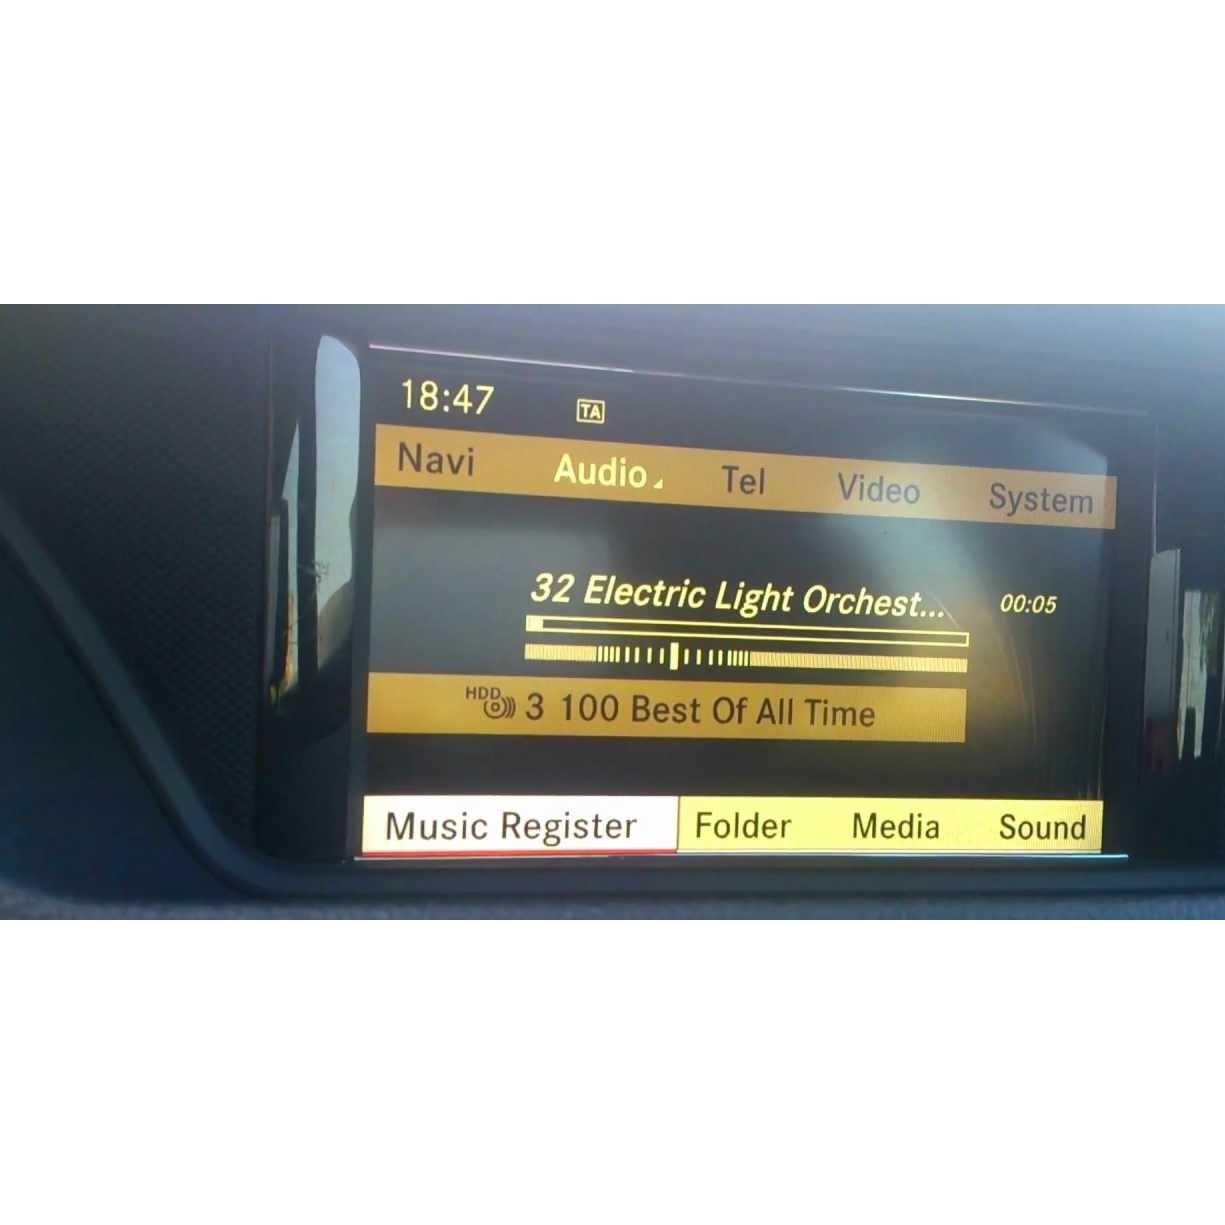 18:47 TA
Navi Audio Tel Video System
32 Electric Light Orchest... 00:05
HDD 3 100 Best Of All Time
Music Register Folder Media Sound